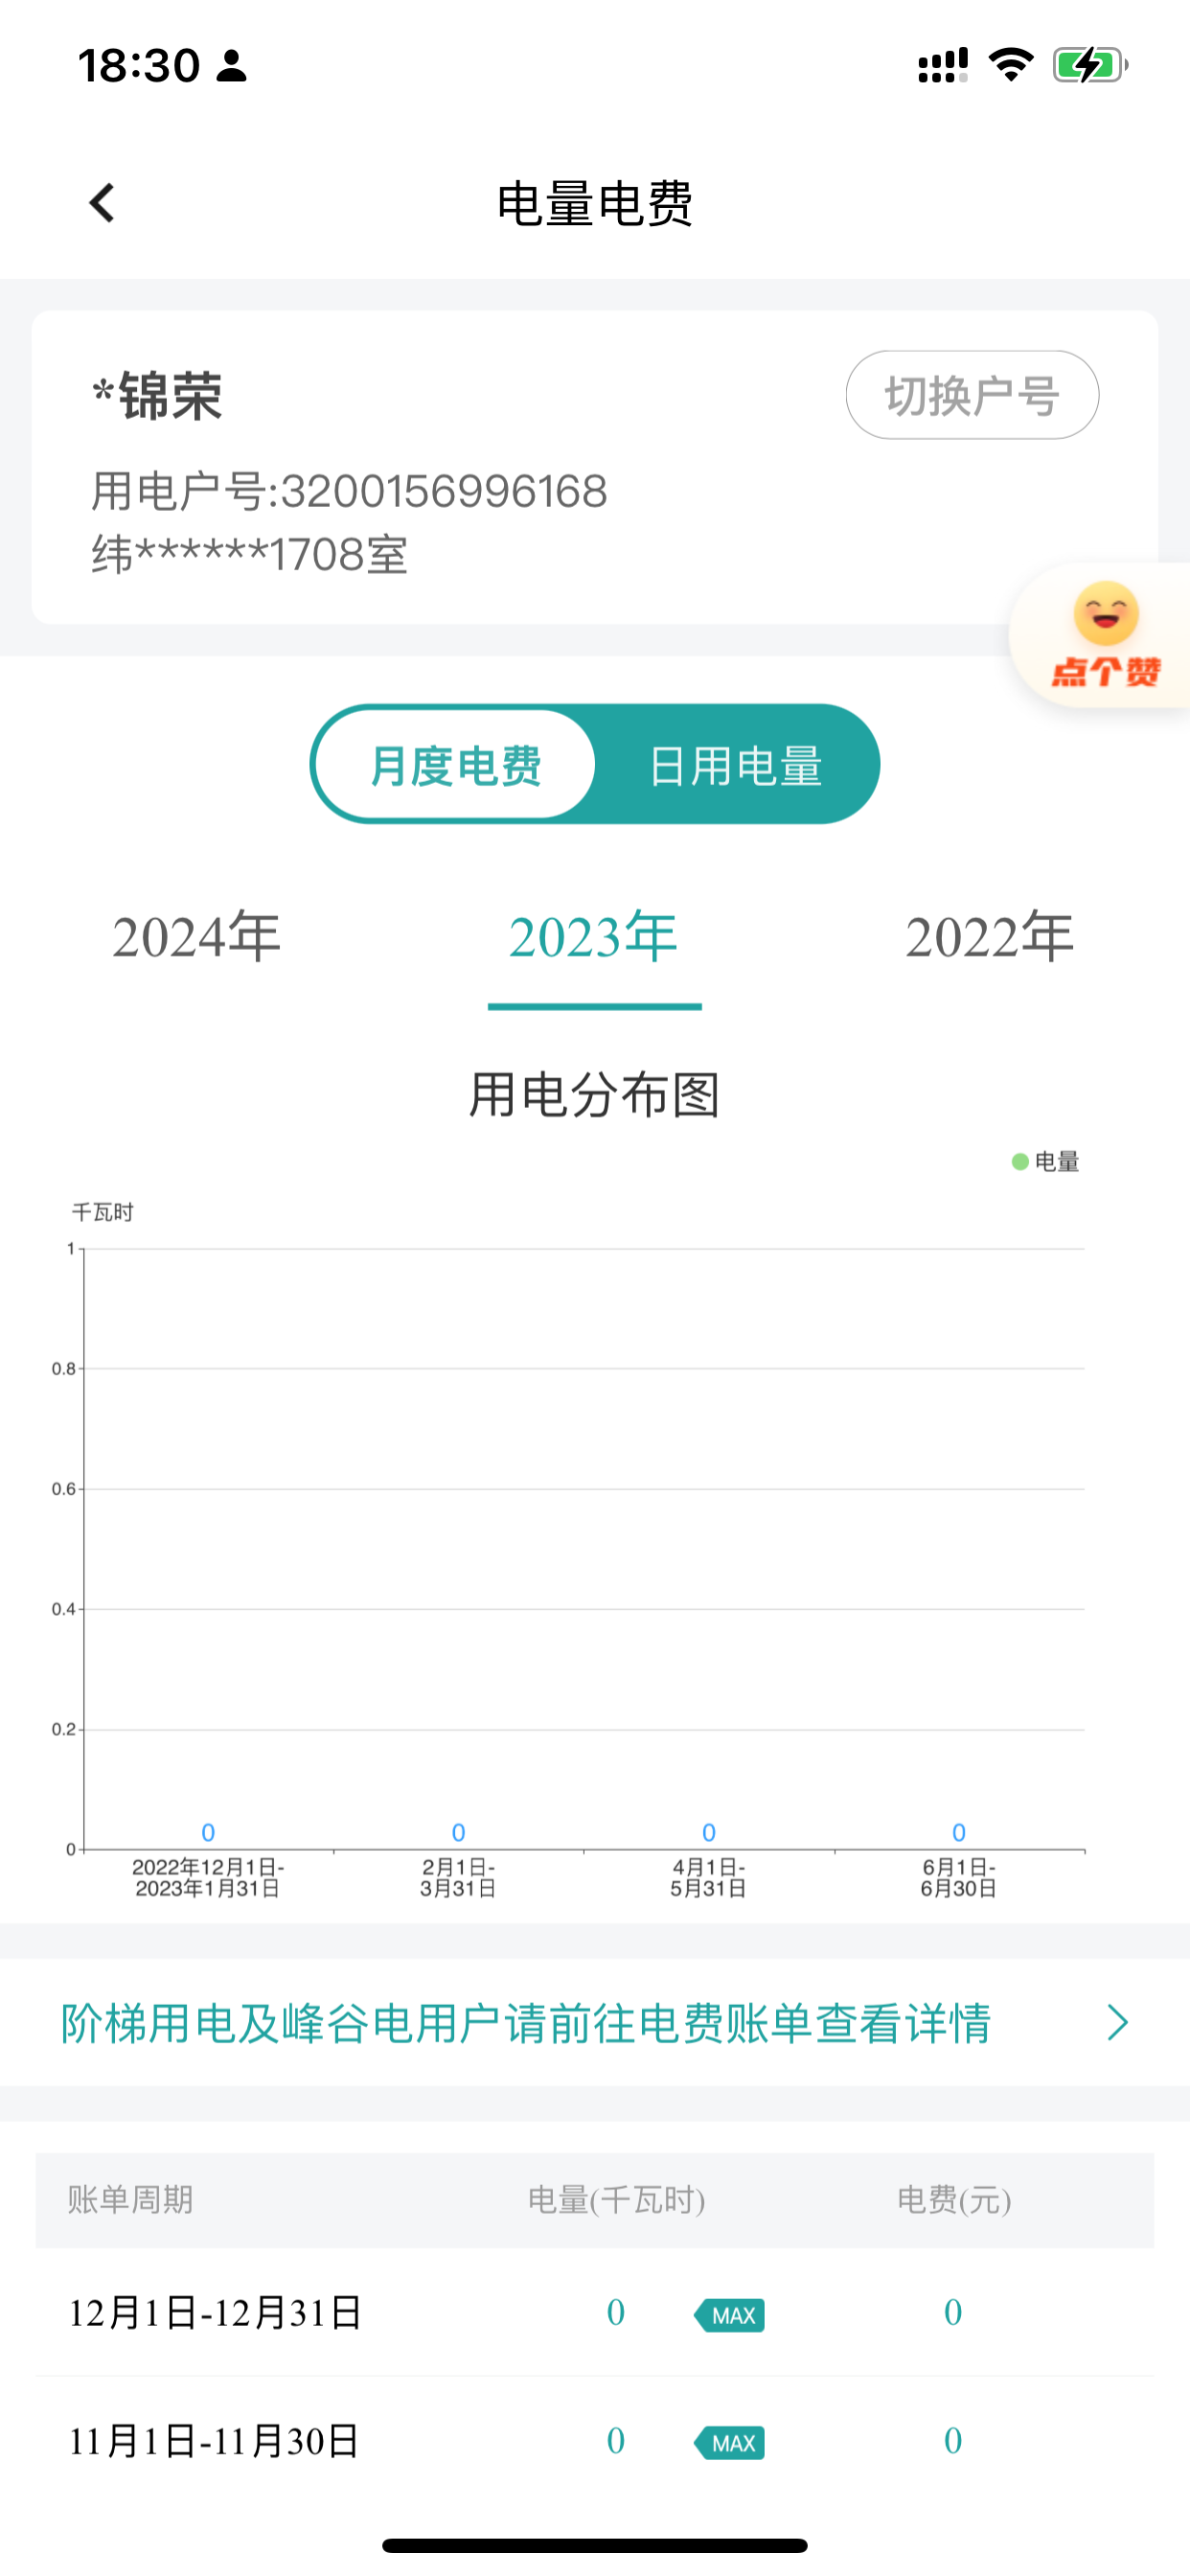 18:30
电量电费
*锦荣
切换户号
用电户号:3200156996168
纬******1708室
点个赞
月度电费
日用电量
2024年
2023年
2022年
用电分布图
电量
千瓦时
1
0.8
0.6
0.4
0.2
0
0
0
0
0
2022年12月1日-
2023年1月31日
2月1日-
3月31日
4月1日-
5月31日
6月1日-
6月30日
阶梯用电及峰谷电用户请前往电费账单查看详情
账单周期 电量(千瓦时) 电费(元)
12月1日-12月31日 0 MAX 0
11月1日-11月30日 0 MAX 0